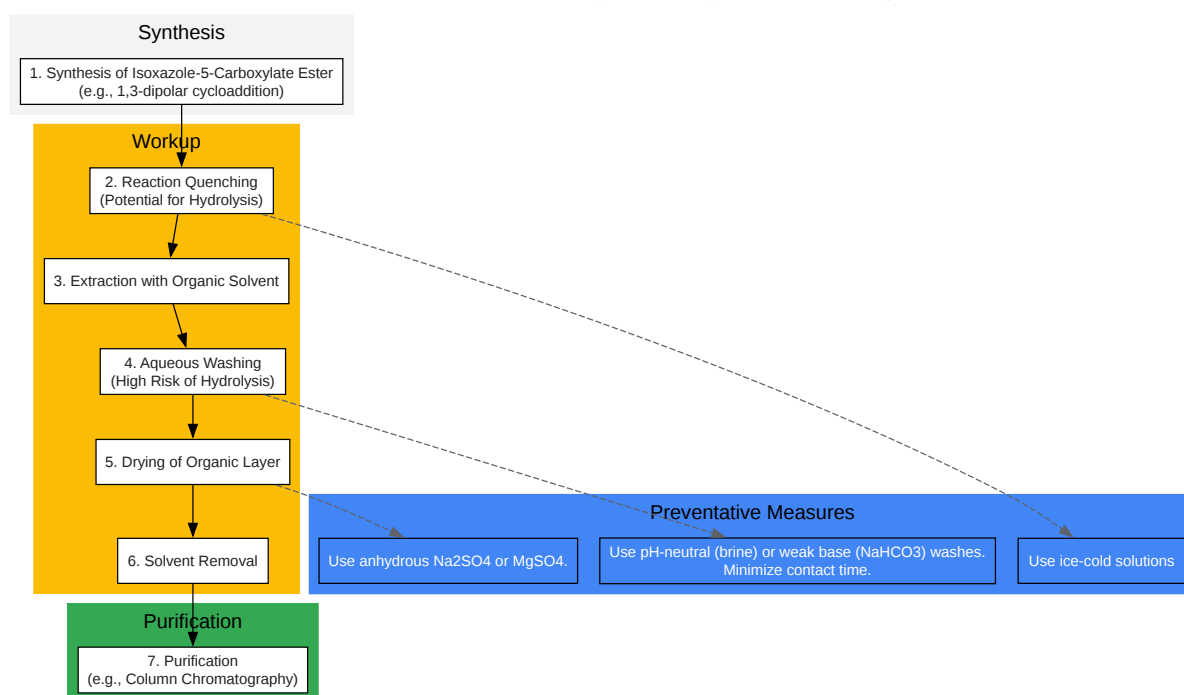 Synthesis
1. Synthesis of Isoxazole-5-Carboxylate Ester
(e.g., 1,3-dipolar cycloaddition)
Workup
2. Reaction Quenching
(Potential for Hydrolysis)
3. Extraction with Organic Solvent
4. Aqueous Washing
(High Risk of Hydrolysis)
5. Drying of Organic Layer
6. Solvent Removal
Preventative Measures
Use anhydrous Na2SO4 or MgSO4.
Use pH-neutral (brine) or weak base (NaHCO3) washes.
Minimize contact time.
Use ice-cold solutions
Purification
7. Purification
(e.g., Column Chromatography)